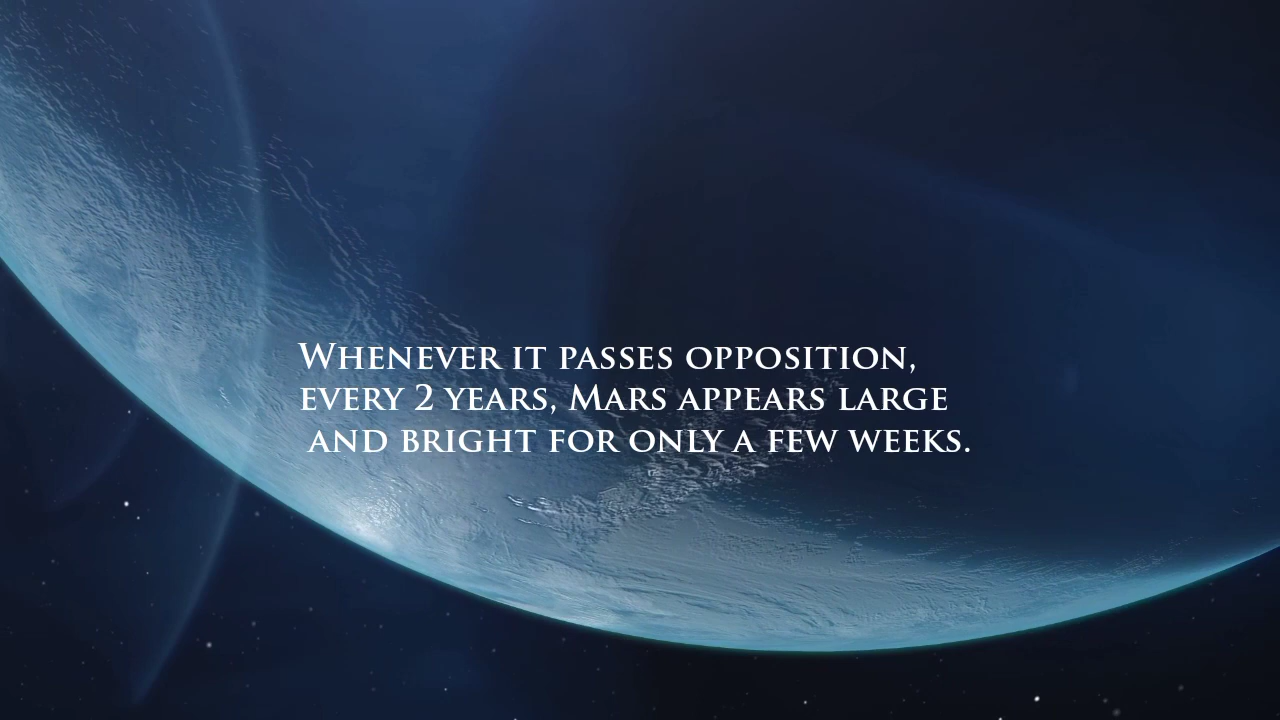 Whenever it passes opposition,
every 2 years, Mars appears large
and bright for only a few weeks.